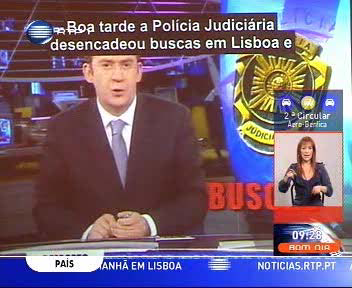 Boa tarde a Polícia Judiciária
desencadeou buscas em Lisboa e
JUDICIÁ
2ª Circular
Aero-Benfica
BUSC
09:28
BOM DIA
PAÍS
MANHÃ EM LISBOA
NOTICIAS.RTP.PT